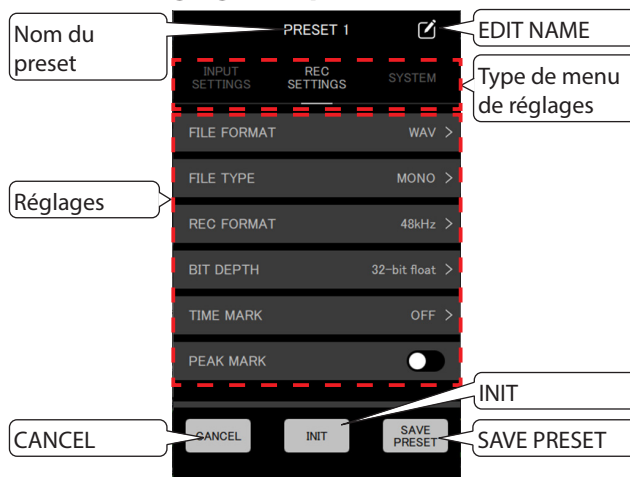 Nom du
preset
PRESET 1
EDIT NAME
INPUT
SETTINGS
REC
SETTINGS
SYSTEM
Type de menu
de réglages
Réglages
FILE FORMAT WAV >
FILE TYPE MONO >
REC FORMAT 48kHz >
BIT DEPTH 32-bit float >
TIME MARK OFF >
PEAK MARK
INIT
CANCEL
CANCEL
INIT
SAVE
PRESET
SAVE PRESET